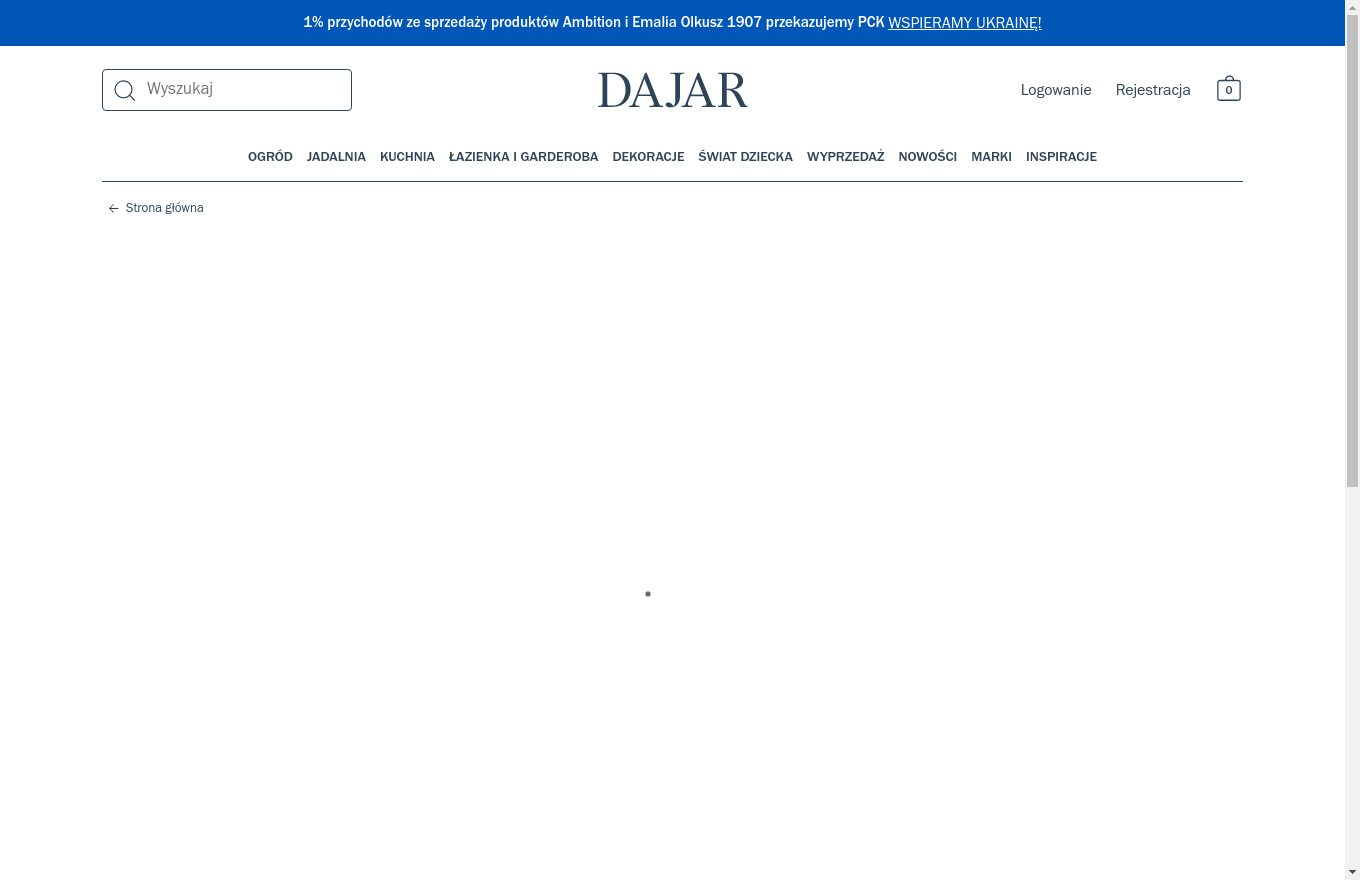 1% przychodów ze sprzedaży produktów Ambition i Emalia Olkusz 1907 przekazujemy PCK WSPIERAMY UKRAINĘ!
Wyszukaj
DAJAR
Logowanie
Rejestracja
0
OGRÓD JADALNIA KUCHNIA ŁAZIENKA I GARDEROBA DEKORACJE ŚWIAT DZIECKA WYPRZEDAŻ NOWOŚCI MARKI INSPIRACJE
Strona główna